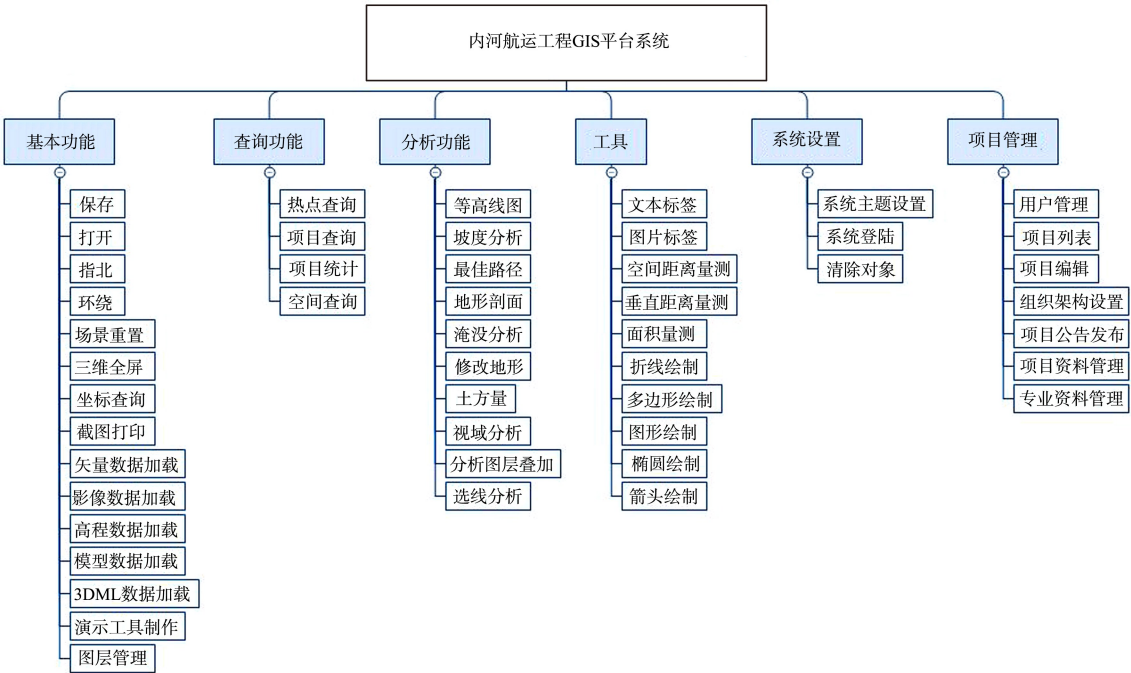 内河航运工程GIS平台系统
基本功能
保存
打开
指北
环绕
场景重置
三维全屏
坐标查询
截图打印
矢量数据加载
影像数据加载
高程数据加载
模型数据加载
3DML数据加载
演示工具制作
图层管理
查询功能
热点查询
项目查询
项目统计
空间查询
分析功能
等高线图
坡度分析
最佳路径
地形剖面
淹没分析
修改地形
土方量
视域分析
分析图层叠加
选线分析
工具
文本标签
图片标签
空间距离量测
垂直距离量测
面积量测
折线绘制
多边形绘制
图形绘制
椭圆绘制
箭头绘制
系统设置
系统主题设置
系统登陆
清除对象
项目管理
用户管理
项目列表
项目编辑
组织架构设置
项目公告发布
项目资料管理
专业资料管理